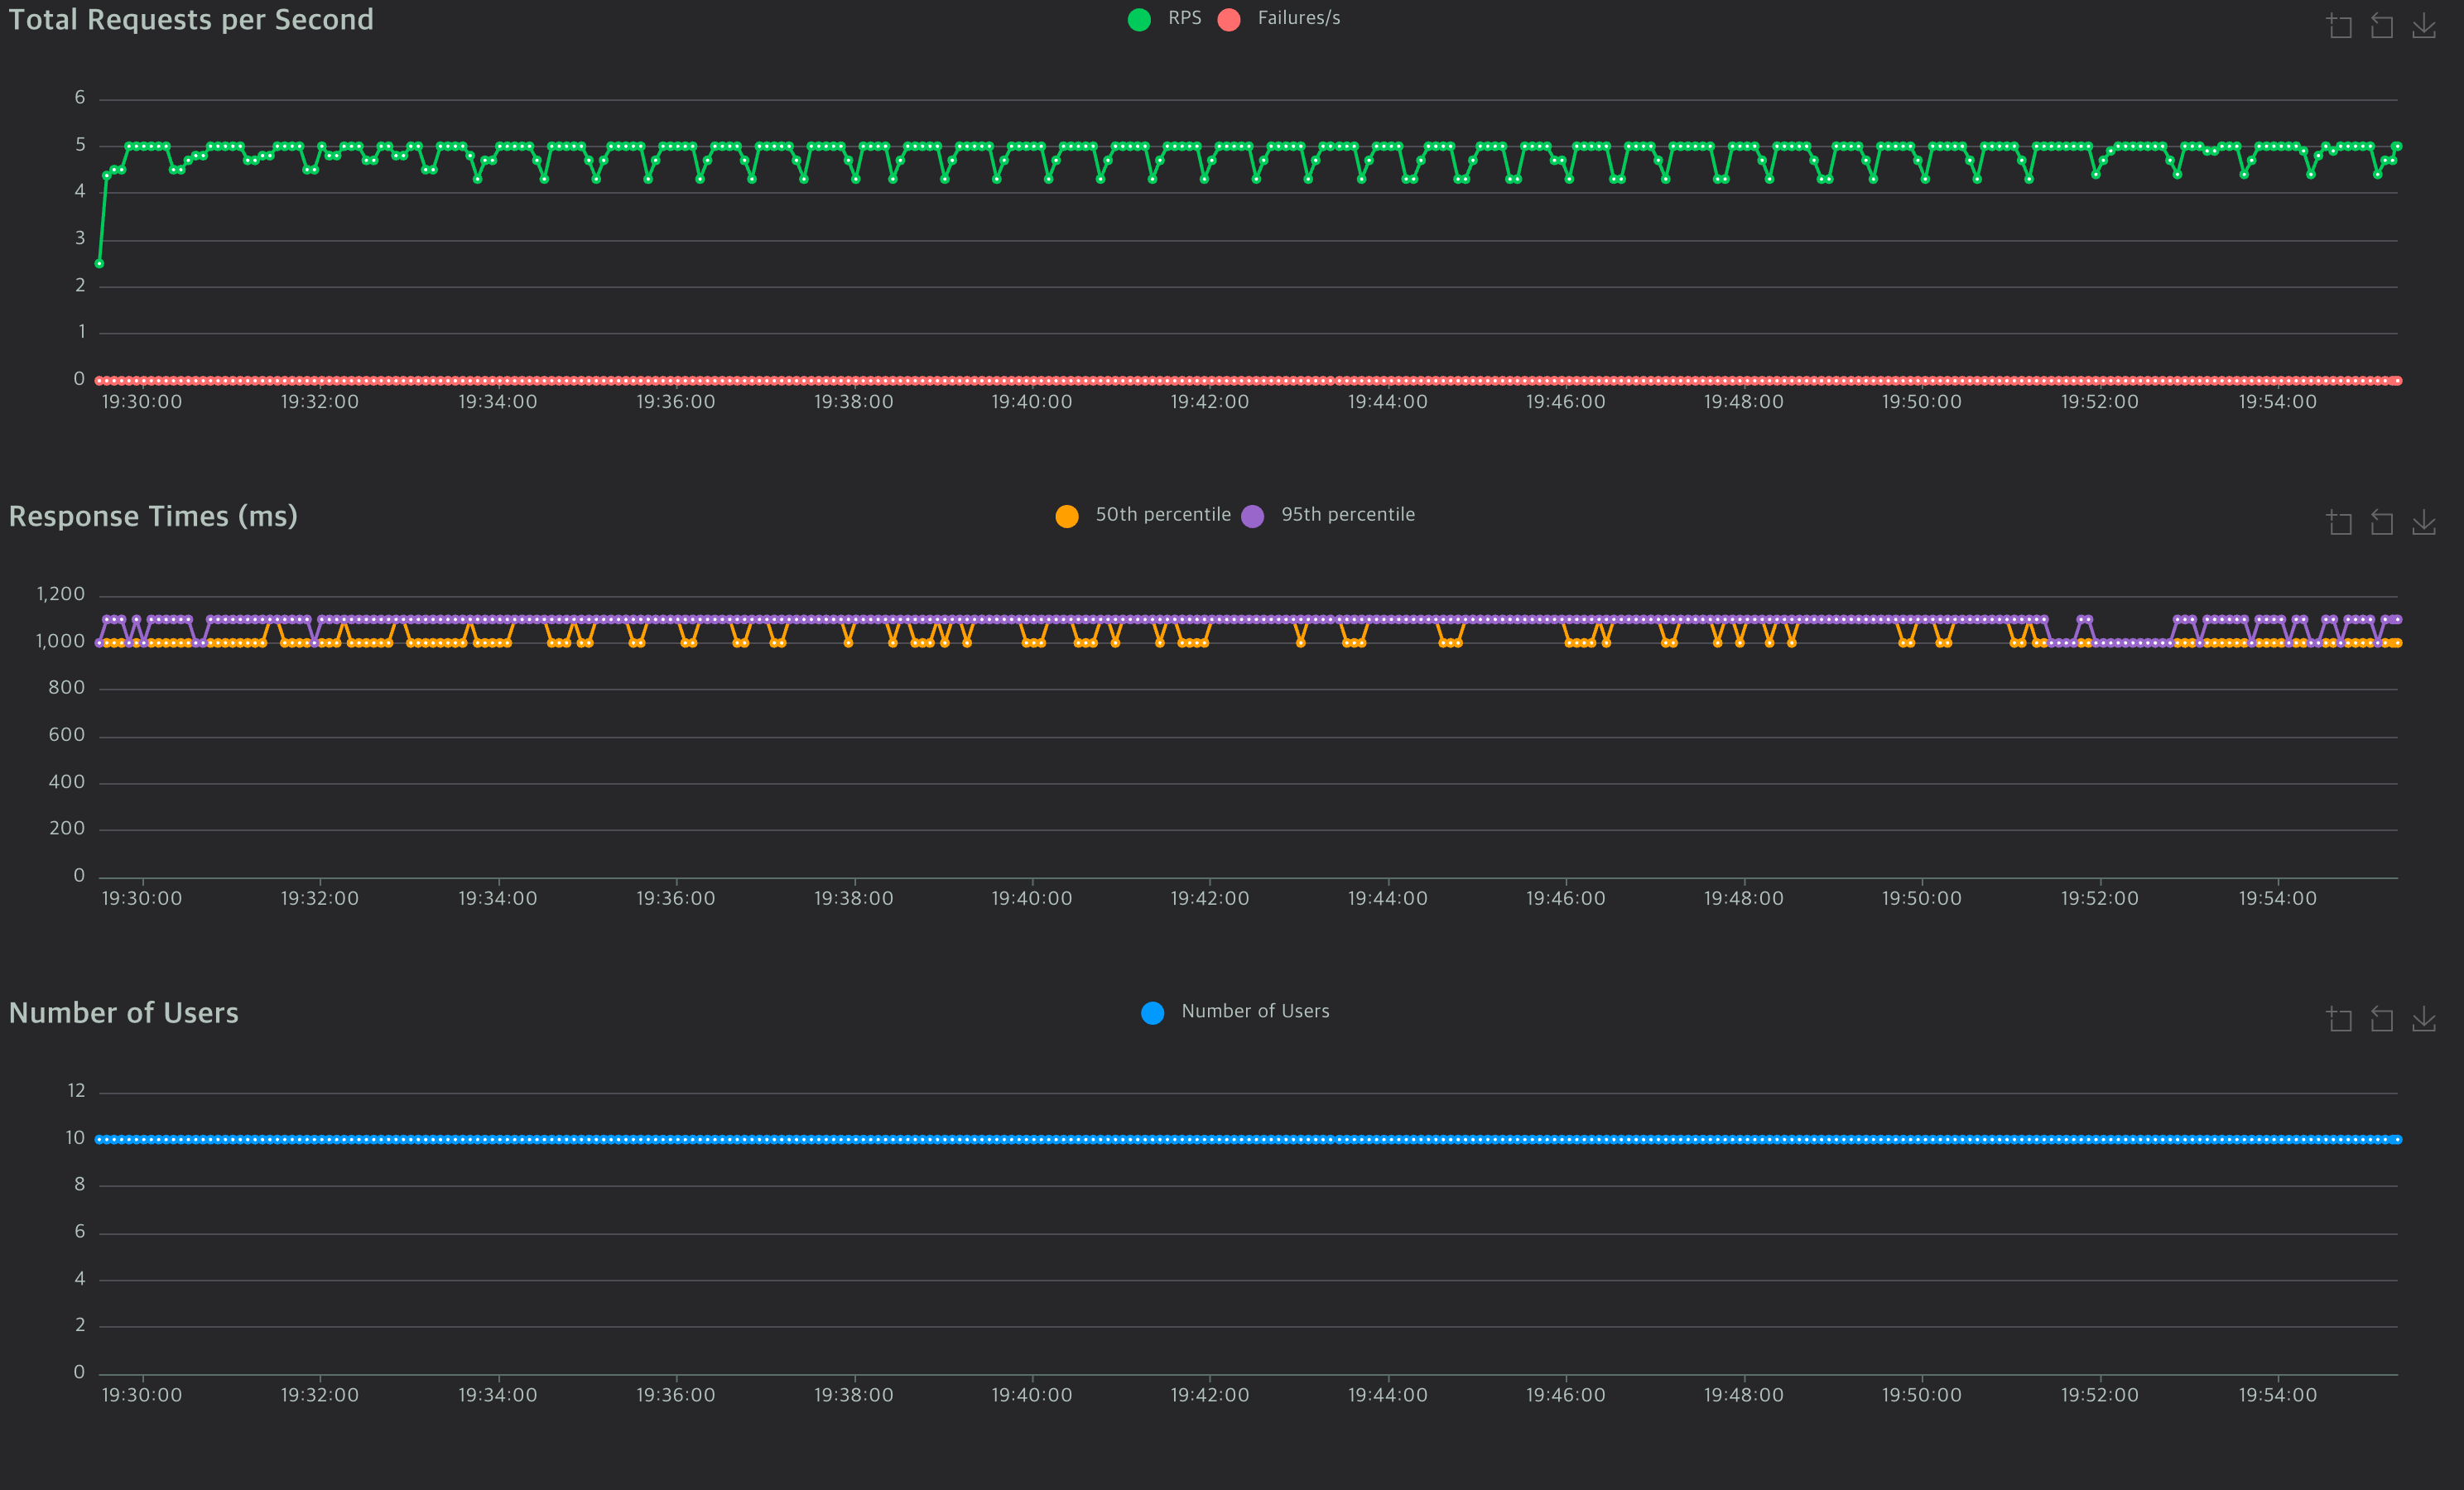 Total Requests per Second
RPS Failures/s
6
5
4
3
2
1
0
19:30:00 19:32:00 19:34:00 19:36:00 19:38:00 19:40:00 19:42:00 19:44:00 19:46:00 19:48:00 19:50:00 19:52:00 19:54:00
Response Times (ms)
50th percentile 95th percentile
1,200
1,000
800
600
400
200
0
19:30:00 19:32:00 19:34:00 19:36:00 19:38:00 19:40:00 19:42:00 19:44:00 19:46:00 19:48:00 19:50:00 19:52:00 19:54:00
Number of Users
Number of Users
12
10
8
6
4
2
0
19:30:00 19:32:00 19:34:00 19:36:00 19:38:00 19:40:00 19:42:00 19:44:00 19:46:00 19:48:00 19:50:00 19:52:00 19:54:00